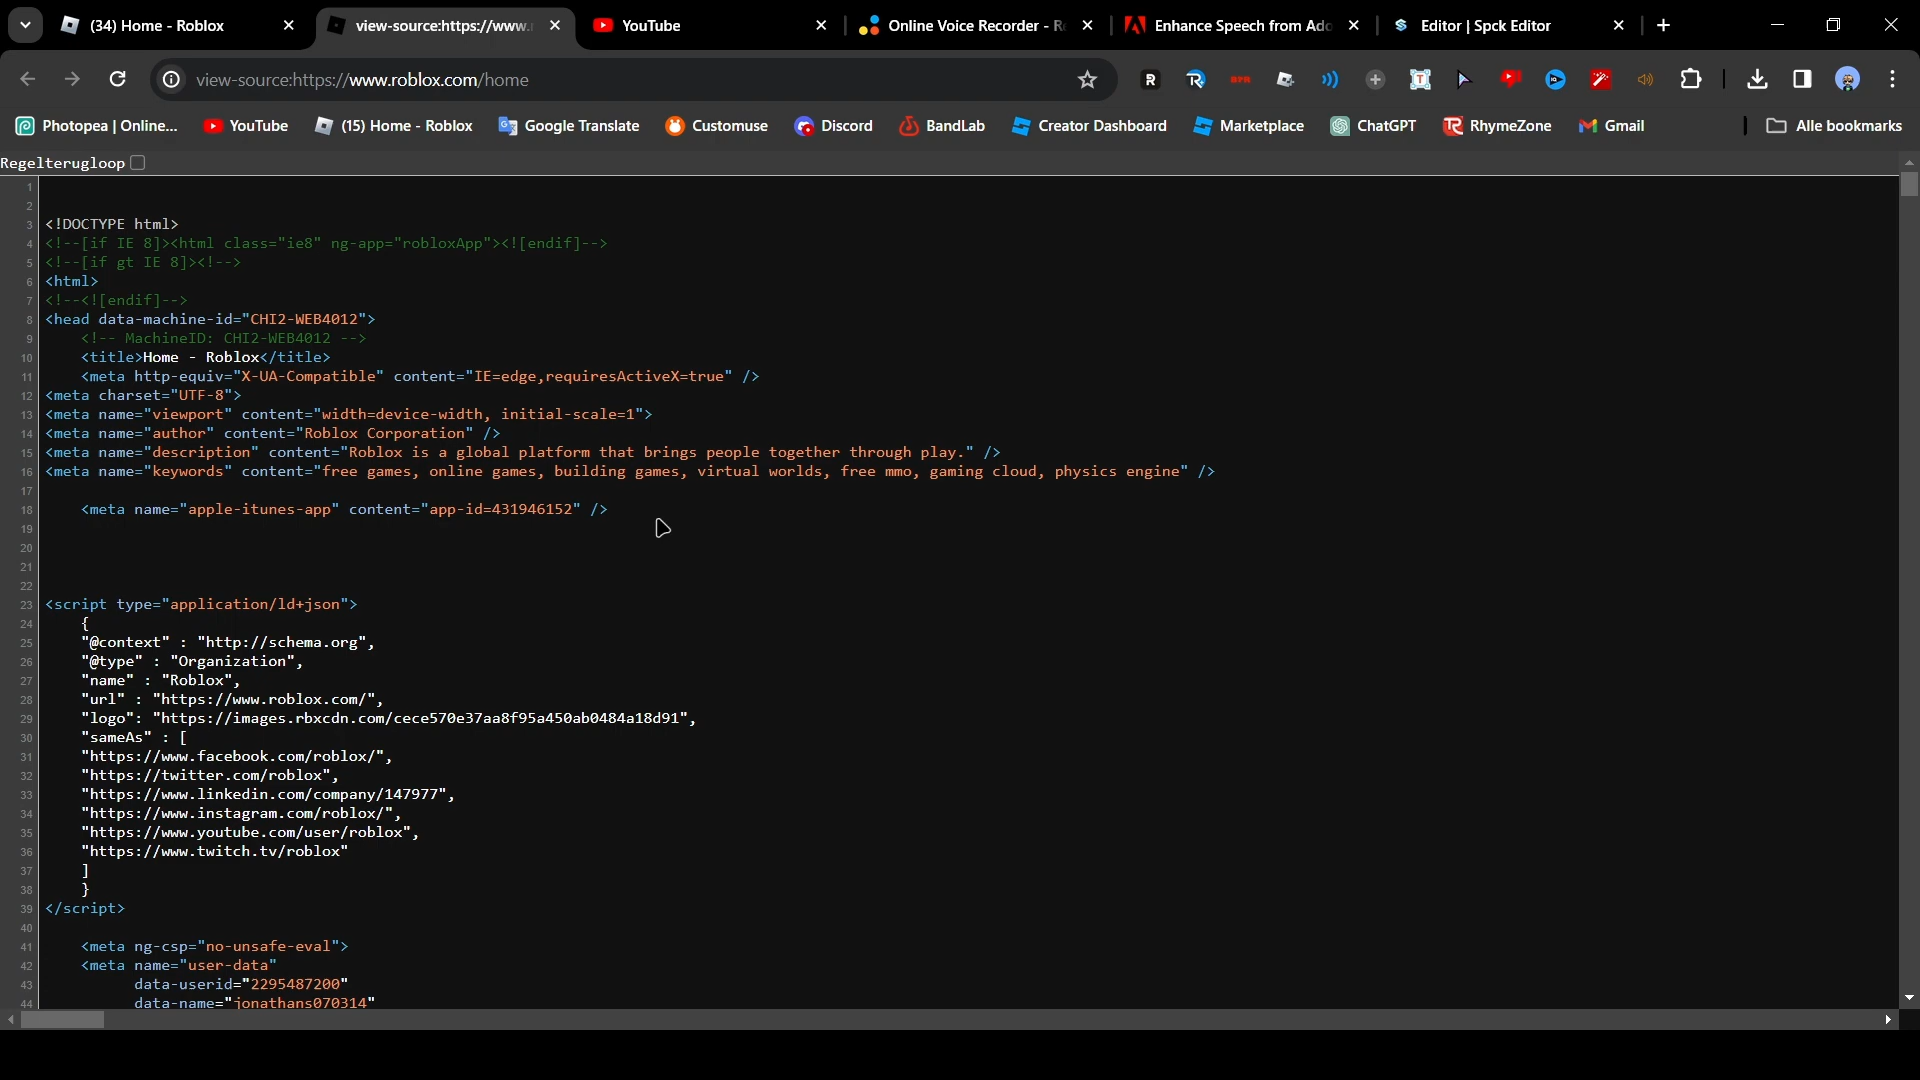 (34) Home - Roblox
view-source:https://www.
YouTube
Online Voice Recorder - R
Enhance Speech from Ado
Editor | Spck Editor
view-source:https://www.roblox.com/home
Photopea | Online...
YouTube
(15) Home - Roblox
Google Translate
Customuse
Discord
BandLab
Creator Dashboard
Marketplace
ChatGPT
RhymeZone
Gmail
Alle bookmarks
Regelterugloop
1
2
3 <!DOCTYPE html>
4 <!--[if IE 8]><html class="ie8" ng-app="robloxApp"><![endif]-->
5 <!--[if gt IE 8]><!-->
6 <html>
7 <!--<![endif]-->
8 <head data-machine-id="CHI2-WEB4012">
9 <!-- MachineID: CHI2-WEB4012 -->
10 <title>Home - Roblox</title>
11 <meta http-equiv="X-UA-Compatible" content="IE=edge,requiresActiveX=true" />
12 <meta charset="UTF-8">
13 <meta name="viewport" content="width=device-width, initial-scale=1">
14 <meta name="author" content="Roblox Corporation" />
15 <meta name="description" content="Roblox is a global platform that brings people together through play." />
16 <meta name="keywords" content="free games, online games, building games, virtual worlds, free mmo, gaming cloud, physics engine" />
17
18 <meta name="apple-itunes-app" content="app-id=431946152" />
19
20
21
22
23 <script type="application/ld+json">
24 {
25 "@context" : "http://schema.org",
26 "@type" : "Organization",
27 "name" : "Roblox",
28 "url" : "https://www.roblox.com/",
29 "logo": "https://images.rbxcdn.com/cece570e37aa8f95a450ab0484a18d91",
30 "sameAs" : [
31 "https://www.facebook.com/roblox/",
32 "https://twitter.com/roblox",
33 "https://www.linkedin.com/company/147977",
34 "https://www.instagram.com/roblox/",
35 "https://www.youtube.com/user/roblox",
36 "https://www.twitch.tv/roblox"
37 ]
38 }
39 </script>
40
41 <meta ng-csp="no-unsafe-eval">
42 <meta name="user-data"
43 data-userid="2295487200"
44 data-name="jonathans070314"